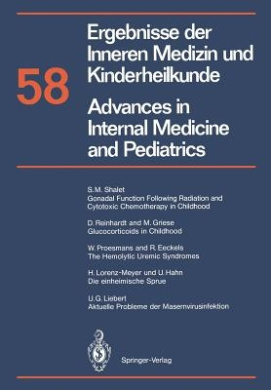 58
Ergebnisse der
Inneren Medizin und
Kinderheilkunde
Advances in
Internal Medicine
and Pediatrics
S.M. Shalet
Gonadal Function Following Radiation and
Cytotoxic Chemotherapy in Childhood
D. Reinhardt and M. Griese
Glucocorticoids in Childhood
W. Proesmans and R. Eeckels
The Hemolytic Uremic Syndromes
H. Lorenz-Meyer und U. Hahn
Die einheimische Sprue
U.G. Liebert
Aktuelle Probleme der Masernvirusinfektion
Springer-Verlag